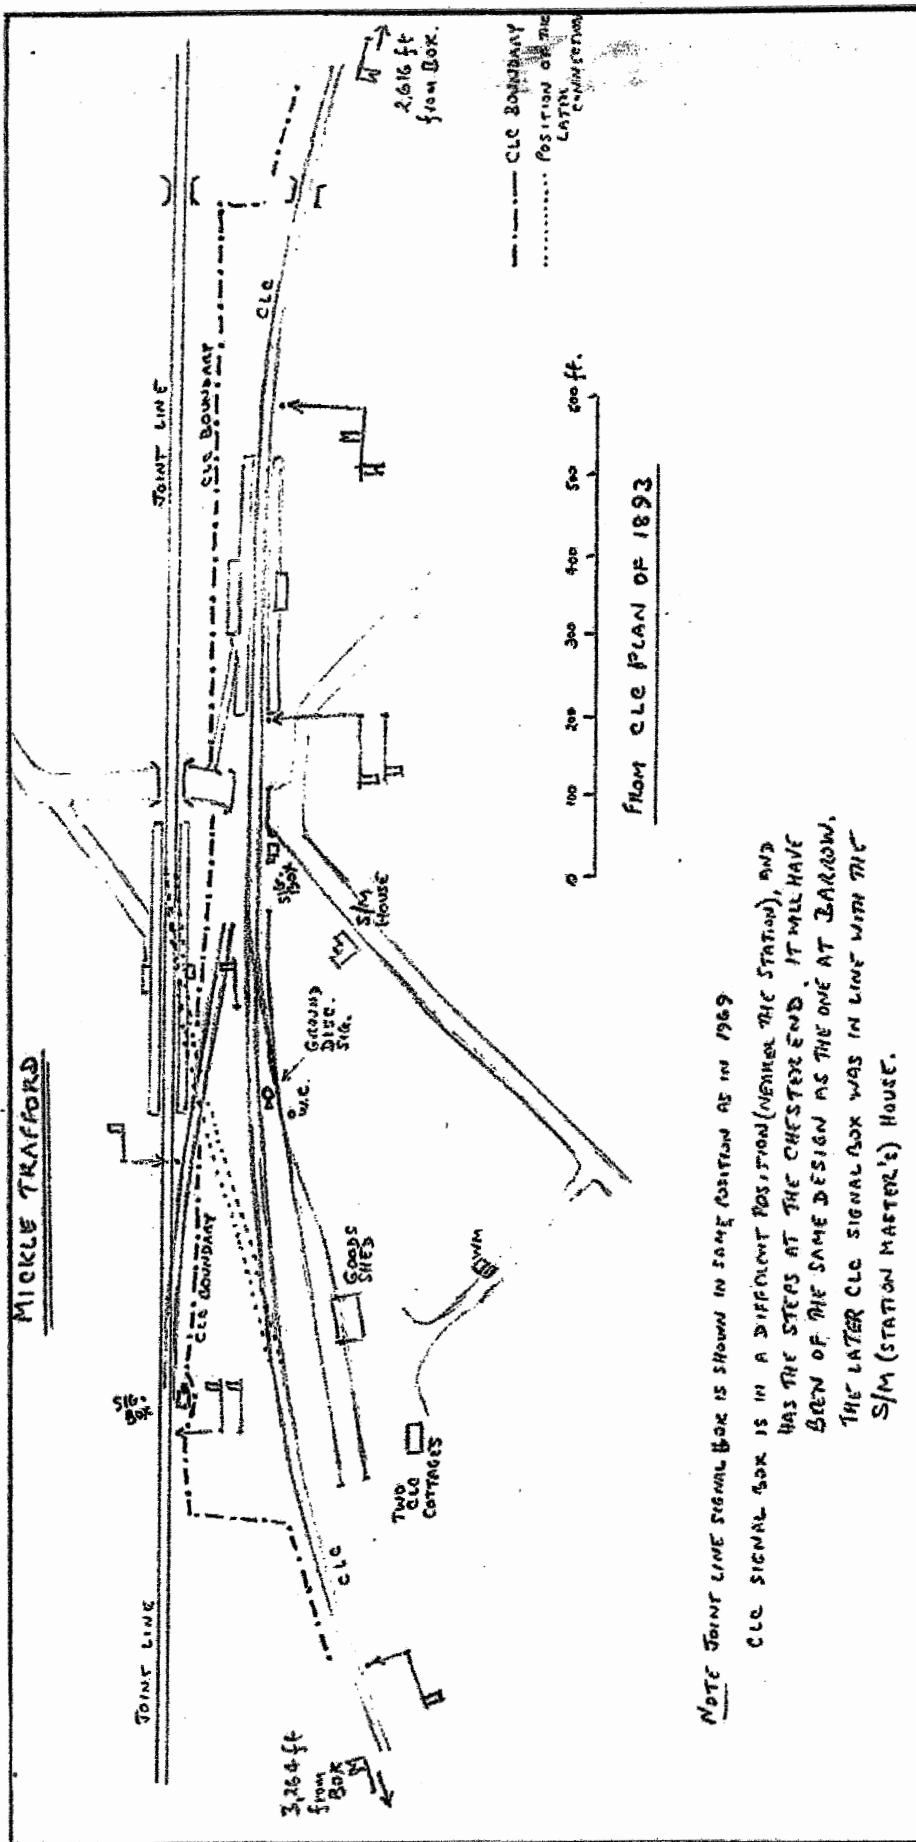 MICKLE TRAFFORD
JOINT LINE
JOINT LINE
SIG.
BOX
CLC BOUNDARY
CLC BOUNDARY
CLC
CLC
3,264 ft
from
BOX
2,616 ft
from BOX.
GROUND
DISC
SIG.
W.C.
SIG.
BOX
S/M
HOUSE
GOODS
SHED
WM
TWO
CLC
COTTAGES
CLC BOUNDARY
POSITION OF THE
LATER
CONNECTION
0 100 200 300 400 500 600 ft.
FROM CLC PLAN OF 1893
NOTE JOINT LINE SIGNAL BOX IS SHOWN IN SAME POSITION AS IN 1969
CLC SIGNAL BOX IS IN A DIFFERENT POSITION (NEARER THE STATION), AND
HAS THE STEPS AT THE CHESTER END. IT WILL HAVE
BEEN OF THE SAME DESIGN AS THE ONE AT BARROW.
THE LATER CLC SIGNAL BOX WAS IN LINE WITH THE
S/M (STATION MASTER'S) HOUSE.